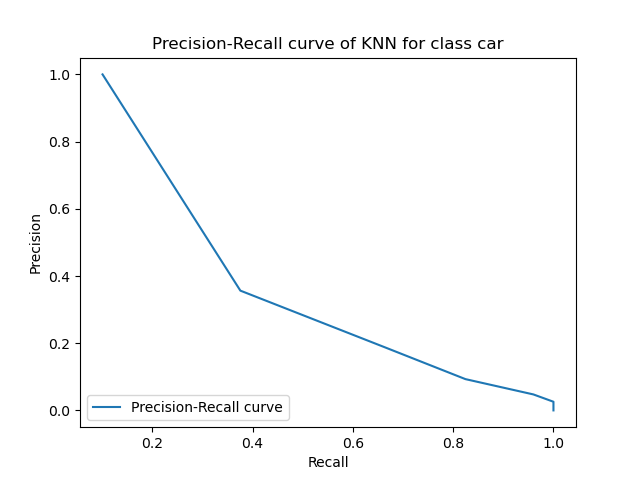 Precision-Recall curve of KNN for class car
1.0
0.8
0.6
0.4
0.2
0.0
Precision
Precision-Recall curve
0.2 0.4 0.6 0.8 1.0
Recall